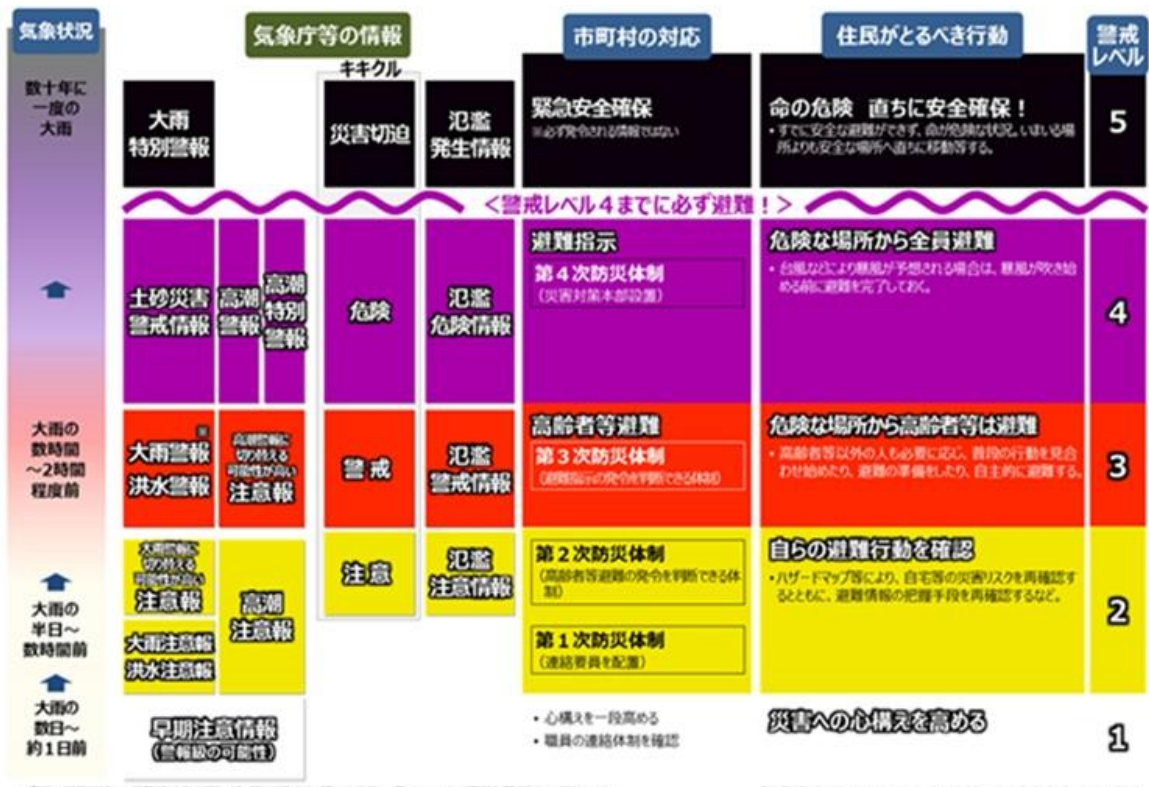 気象状況
気象庁等の情報
市町村の対応
住民がとるべき行動
警戒
レベル
キキクル
数十年に
一度の
大雨
大雨
特別警報
災害切迫
氾濫
発生情報
緊急安全確保
※必ず発令される情報ではない
命の危険 直ちに安全確保！
・すでに安全な避難ができず、命が危険な状況。いまいる場
所よりも安全な場所へ直ちに移動等する。
5
＜警戒レベル４までに必ず避難！＞
土砂災害
警戒情報
高潮
警報
高潮
特別
警報
危険
氾濫
危険情報
避難指示
第４次防災体制
（災害対策本部設置）
危険な場所から全員避難
・台風などにより暴風が予想される場合は、暴風が吹き始
める前に避難を完了しておく。
4
大雨の
数時間
～2時間
程度前
大雨警報
※
洪水警報
高潮警報に
切り替える
可能性が高い
注意報
警戒
氾濫
警戒情報
高齢者等避難
第３次防災体制
（避難指示の発令を判断できる体制）
危険な場所から高齢者等は避難
・高齢者等以外の人も必要に応じ、普段の行動を見合
わせ始めたり、避難の準備をしたり、自主的に避難する。
3
大雨の
半日～
数時間前
大雨警報に
切り替える
可能性が高い
注意報
大雨注意報
洪水注意報
高潮
注意報
注意
氾濫
注意情報
第２次防災体制
（高齢者等避難の発令を判断できる体
制）
第１次防災体制
（連絡要員を配置）
自らの避難行動を確認
・ハザードマップ等により、自宅等の災害リスクを再確認す
るとともに、避難情報の把握手段を再確認するなど。
2
大雨の
数日～
約１日前
早期注意情報
（警報級の可能性）
・心構えを一段高める
・職員の連絡体制を確認
災害への心構えを高める
1